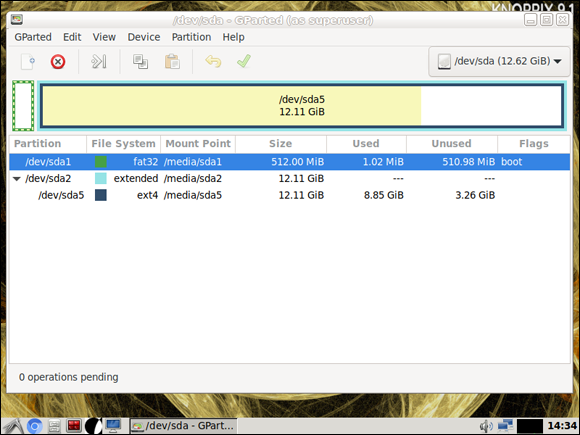 KNOPPIX 9.1
/dev/sda - GParted (as superuser)
GParted Edit View Device Partition Help
/dev/sda (12.62 GiB)
/dev/sda5
12.11 GiB
Partition File System Mount Point Size Used Unused Flags
/dev/sda1 fat32 /media/sda1 512.00 MiB 1.02 MiB 510.98 MiB boot
/dev/sda2 extended /media/sda2 12.11 GiB --- ---
/dev/sda5 ext4 /media/sda5 12.11 GiB 8.85 GiB 3.26 GiB
0 operations pending
/dev/sda - GPart... 14:34